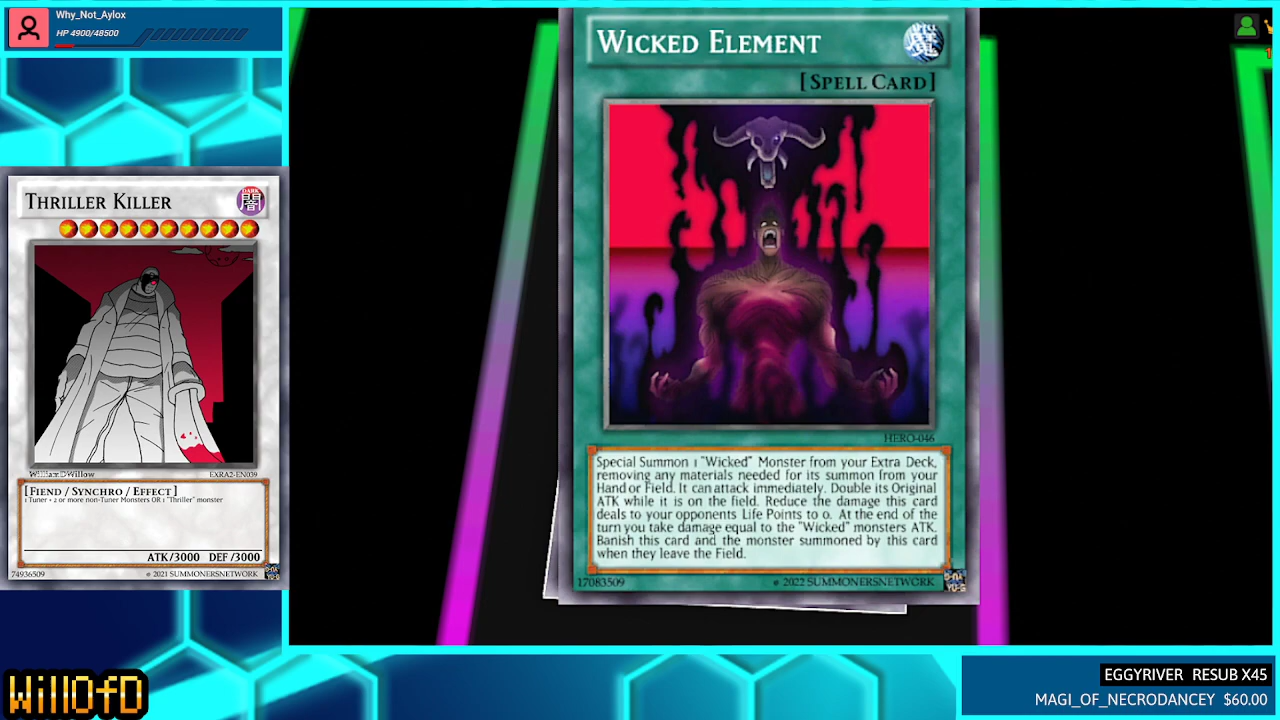 Why_Not_Aylox
HP 4900/48500
WICKED ELEMENT
[SPELL CARD]
THRILLER KILLER
DARK
闇
HERO-046
Special Summon 1 "Wicked" Monster from your Extra Deck,
removing any materials needed for its summon from your
Hand or Field. It can attack immediately. Double its Original
ATK while it is on the field. Reduce the damage this card
deals to your opponents Life Points to 0. At the end of the
turn you take damage equal to the "Wicked" monsters ATK.
Banish this card and the monster summoned by this card
when they leave the Field.
17083509
© 2022 SUMMONERSNETWORK
William D Willow
EXRA2-EN039
[FIEND / SYNCHRO / EFFECT]
1 Tuner + 2 or more non-Tuner Monsters OR 1 "Thriller" monster
ATK/3000 DEF/3000
74936509
© 2021 SUMMONERSNETWORK
WillOfD
EGGYRIVER RESUB X45
MAGI_OF_NECRODANCEY $60.00